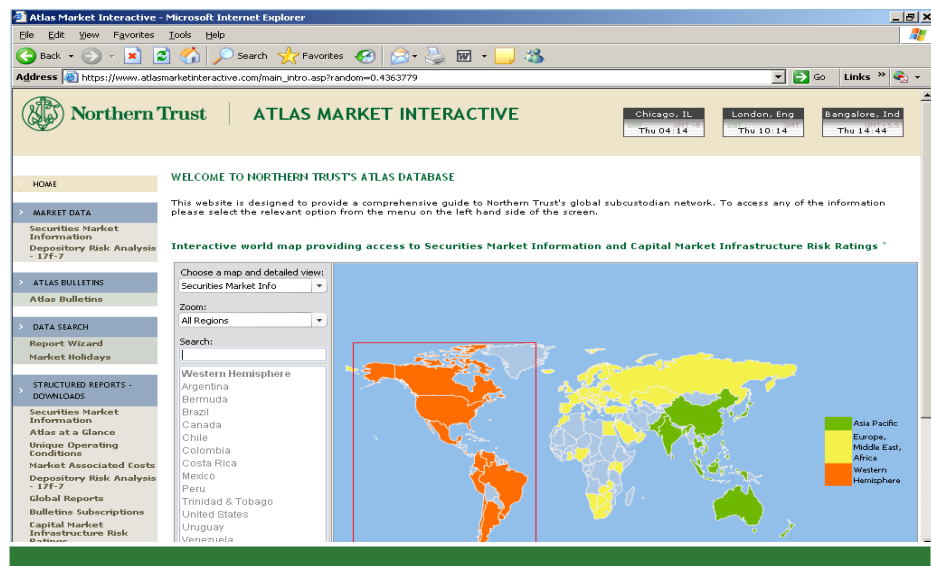 Atlas Market Interactive - Microsoft Internet Explorer
File Edit View Favorites Tools Help
Back Search Favorites
Address https://www.atlasmarketinteractive.com/main_intro.asp?random=0.4363779 Go Links »
Northern Trust ATLAS MARKET INTERACTIVE
Chicago, IL London, Eng Bangalore, Ind
Thu 04:14 Thu 10:14 Thu 14:44
HOME
MARKET DATA
Securities Market
Information
Depository Risk Analysis
- 17f-7
ATLAS BULLETINS
Atlas Bulletins
DATA SEARCH
Report Wizard
Market Holidays
STRUCTURED REPORTS -
DOWNLOADS
Securities Market
Information
Atlas at a Glance
Unique Operating
Conditions
Market Associated Costs
Depository Risk Analysis
- 17f-7
Global Reports
Bulletins Subscriptions
Capital Market
Infrastructure Risk
Ratings
WELCOME TO NORTHERN TRUST'S ATLAS DATABASE
This website is designed to provide a comprehensive guide to Northern Trust's global subcustodian network. To access any of the information
please select the relevant option from the menu on the left hand side of the screen.
Interactive world map providing access to Securities Market Information and Capital Market Infrastructure Risk Ratings *
Choose a map and detailed view:
Securities Market Info
Zoom:
All Regions
Search:
Western Hemisphere
Argentina
Bermuda
Brazil
Canada
Chile
Colombia
Costa Rica
Mexico
Peru
Trinidad & Tobago
United States
Uruguay
Venezuela
Asia Pacific
Europe,
Middle East,
Africa
Western
Hemisphere